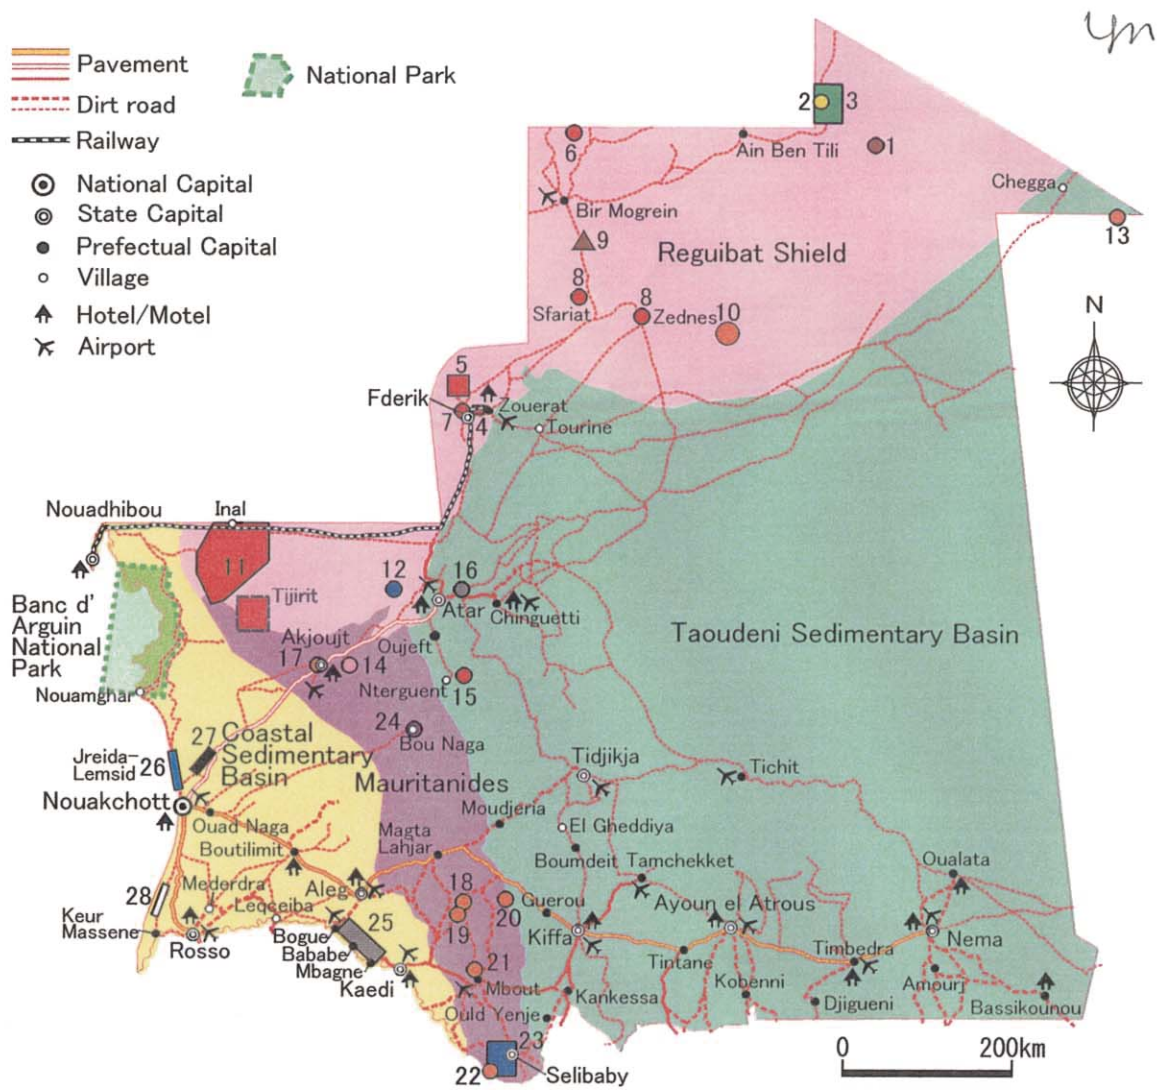 Pavement
Dirt road
Railway
National Capital
State Capital
Prefectual Capital
Village
Hotel/Motel
Airport
National Park
2
3
1
6
Ain Ben Tili
Chegga
13
Bir Mogrein
9
Reguibat Shield
8
Sfariat
8
Zednes
10
N
5
Fderik
7
4
Zouerat
Tourine
Nouadhibou
Inal
11
Tijirit
12
16
Atar
Chinguetti
Banc d'
Arguin
National
Park
Nouamghar
Akjoujt
17
14
Oujeft
Nterguent
15
Taoudeni Sedimentary Basin
24
Bou Naga
27
Coastal
Sedimentary
Basin
Jreida-
Lemsid
26
Mauritanides
Tidjikja
Tichit
Nouakchott
Ouad Naga
Moudjeria
El Gheddiya
Boutilimit
Magta
Lahjar
Boumdeit
Tamchekket
Oualata
28
Mederdra
Leqceiba
Aleg
18
19
20
Guerou
Ayoun el Atrous
Keur
Massene
Rosso
25
Bogue
Bababe
Mbagne
Kaedi
Kiffa
Tintane
Timbedra
Nema
21
Mbout
Kankessa
Kobenni
Djigueni
Amourj
Bassikounou
Ould Yenje
23
22
Selibaby
0
200km